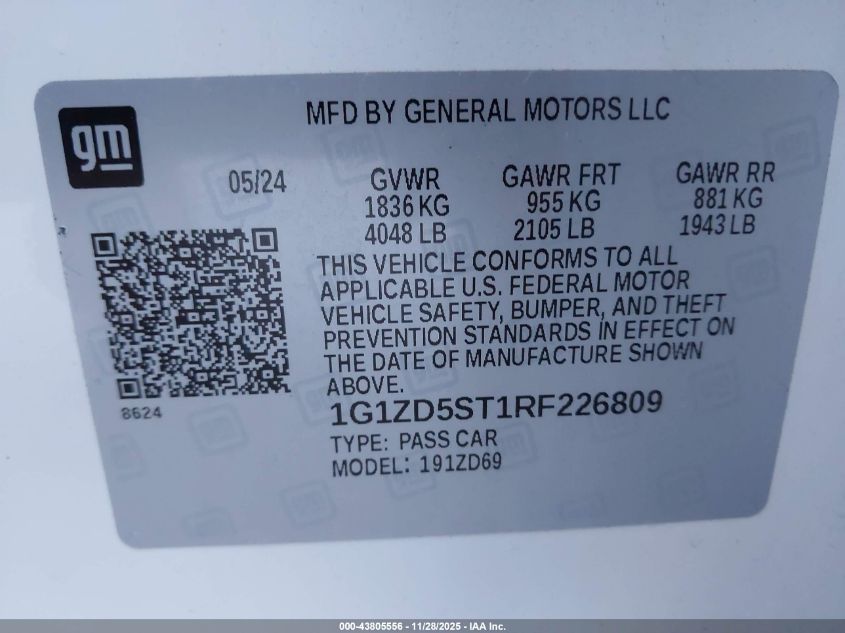 gm
MFD BY GENERAL MOTORS LLC
05/24 GVWR GAWR FRT GAWR RR
1836 KG 955 KG 881 KG
4048 LB 2105 LB 1943 LB
THIS VEHICLE CONFORMS TO ALL
APPLICABLE U.S. FEDERAL MOTOR
VEHICLE SAFETY, BUMPER, AND THEFT
PREVENTION STANDARDS IN EFFECT ON
THE DATE OF MANUFACTURE SHOWN
ABOVE.
8624
1G1ZD5ST1RF226809
TYPE: PASS CAR
MODEL: 191ZD69
000-43805556 - 11/28/2025 - IAA Inc.